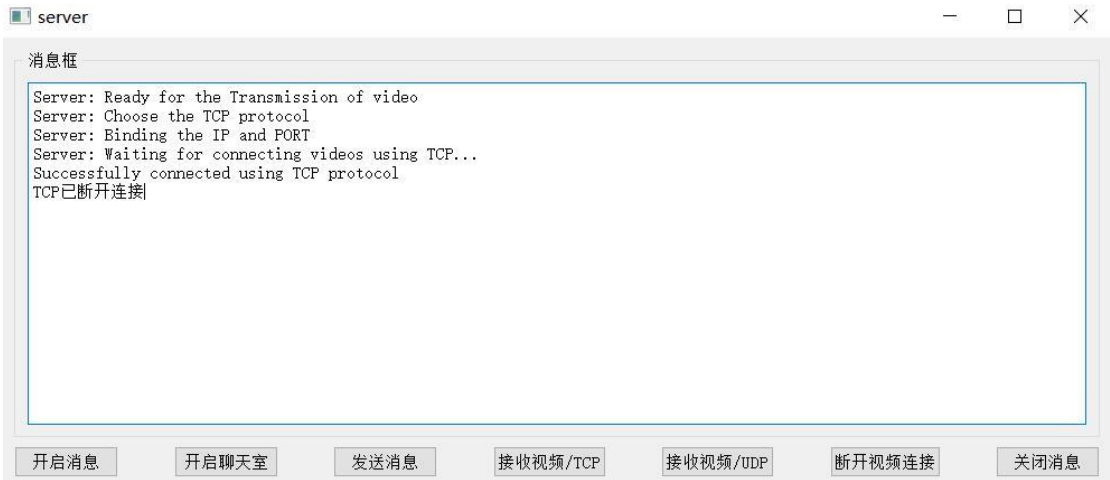 server
消息框
Server: Ready for the Transmission of video
Server: Choose the TCP protocol
Server: Binding the IP and PORT
Server: Waiting for connecting videos using TCP...
Successfully connected using TCP protocol
TCP已断开连接
开启消息 开启聊天室 发送消息 接收视频/TCP 接收视频/UDP 断开视频连接 关闭消息